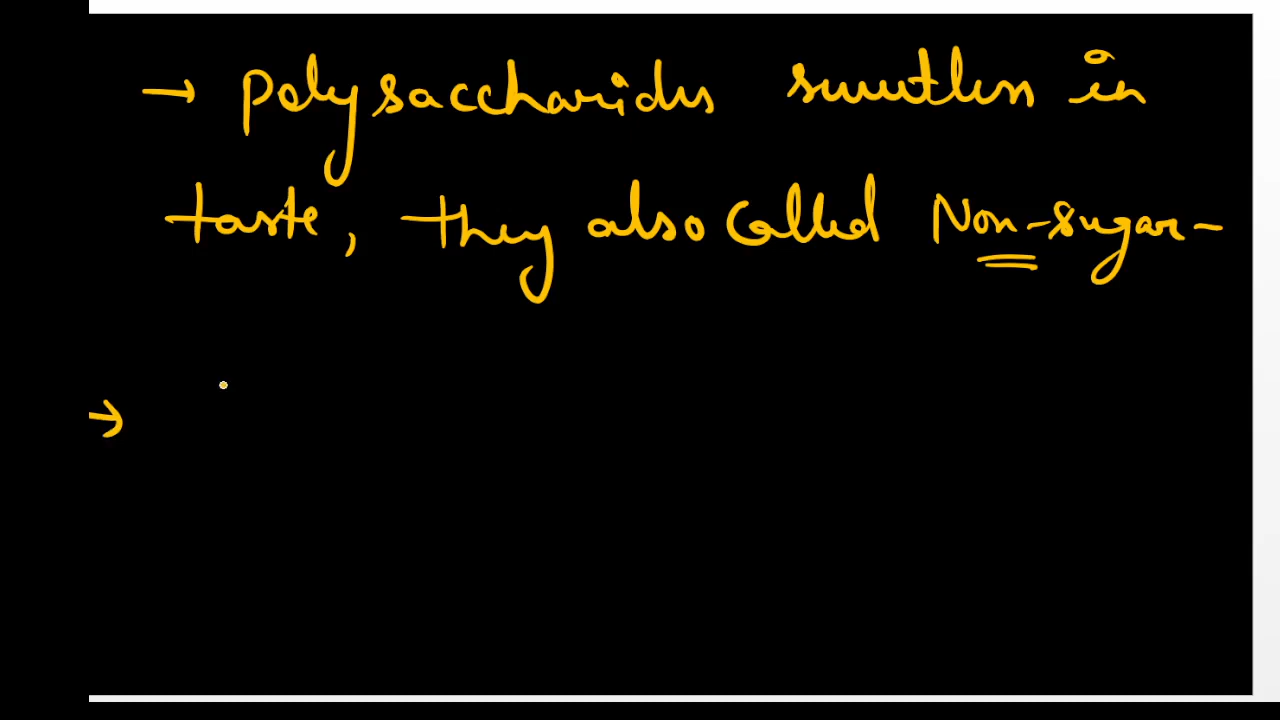 → polysaccharides sweetless in
taste, they also called Non-sugar-
→